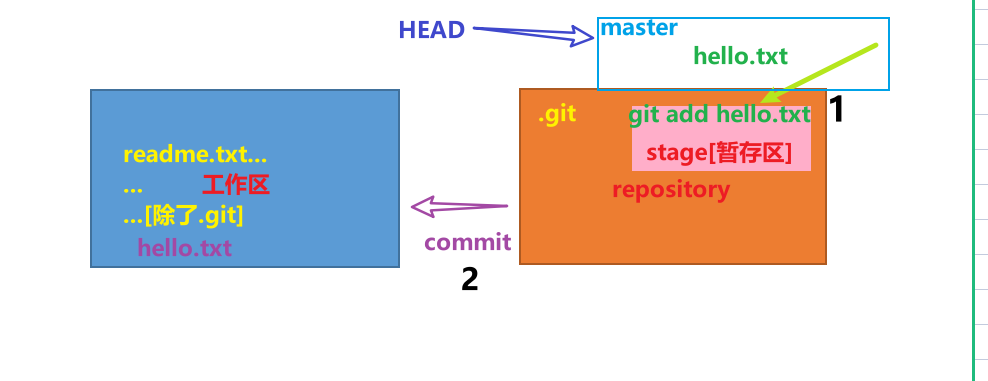 HEAD
master
hello.txt
1
.git
git add hello.txt
stage[暂存区]
repository
readme.txt...
... 工作区
...[除了.git]
hello.txt
commit
2